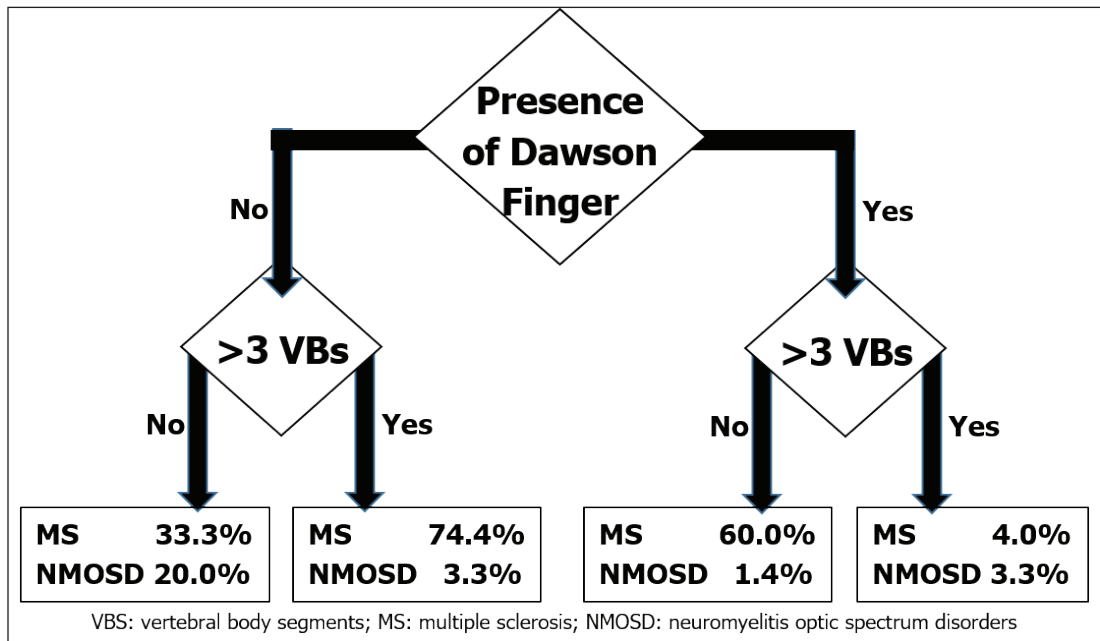 Presence
of Dawson
Finger
No
Yes
>3 VBs
>3 VBs
No
Yes
No
Yes
MS 33.3%
NMOSD 20.0%
MS 74.4%
NMOSD 3.3%
MS 60.0%
NMOSD 1.4%
MS 4.0%
NMOSD 3.3%
VBS: vertebral body segments; MS: multiple sclerosis; NMOSD: neuromyelitis optic spectrum disorders